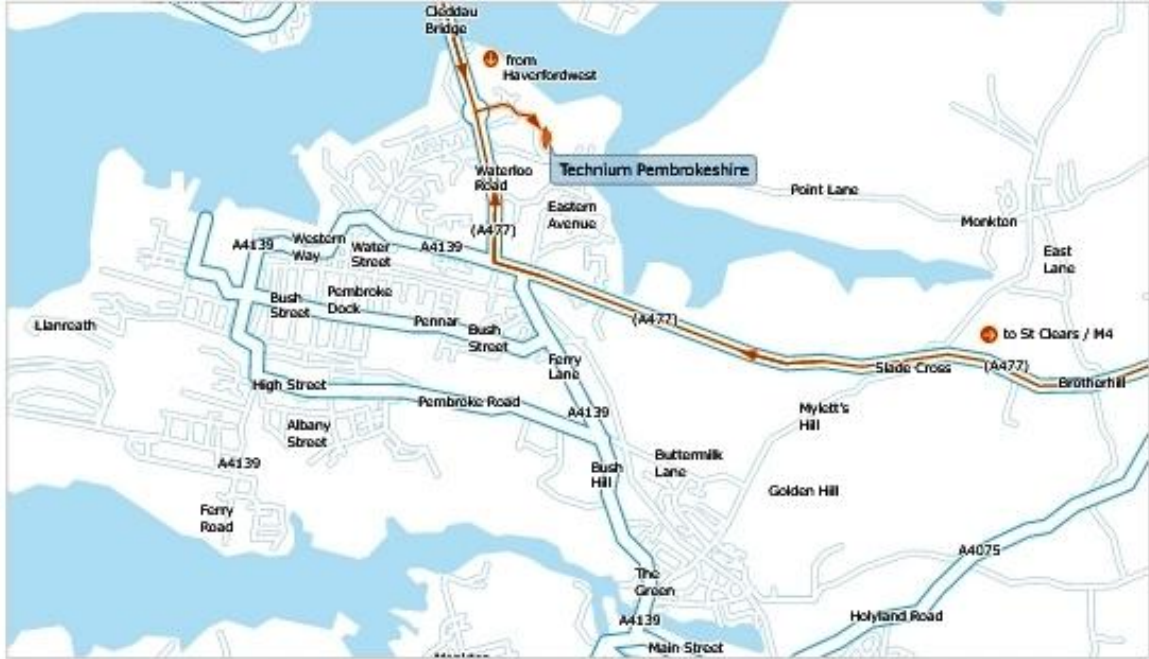 Cleddau
Bridge
from
Haverfordwest
Technium Pembrokeshire
Waterloo
Road
Point Lane
Eastern
Avenue
Monkton
(A477)
A4139
Western
Way
Water
Street
A4139
East
Lane
Bush
Street
Pembroke
Dock
Pennar
Bush
Street
(A477)
Llanreath
to St Clears / M4
Ferry
Lane
Slade Cross
(A477)
Brotherhill
High Street
Pembroke Road
A4139
Mylett's
Hill
Albany
Street
A4139
Bush
Hill
Buttermilk
Lane
Golden Hill
Ferry
Road
A4075
The
Green
A4139
Holyland Road
Main Street